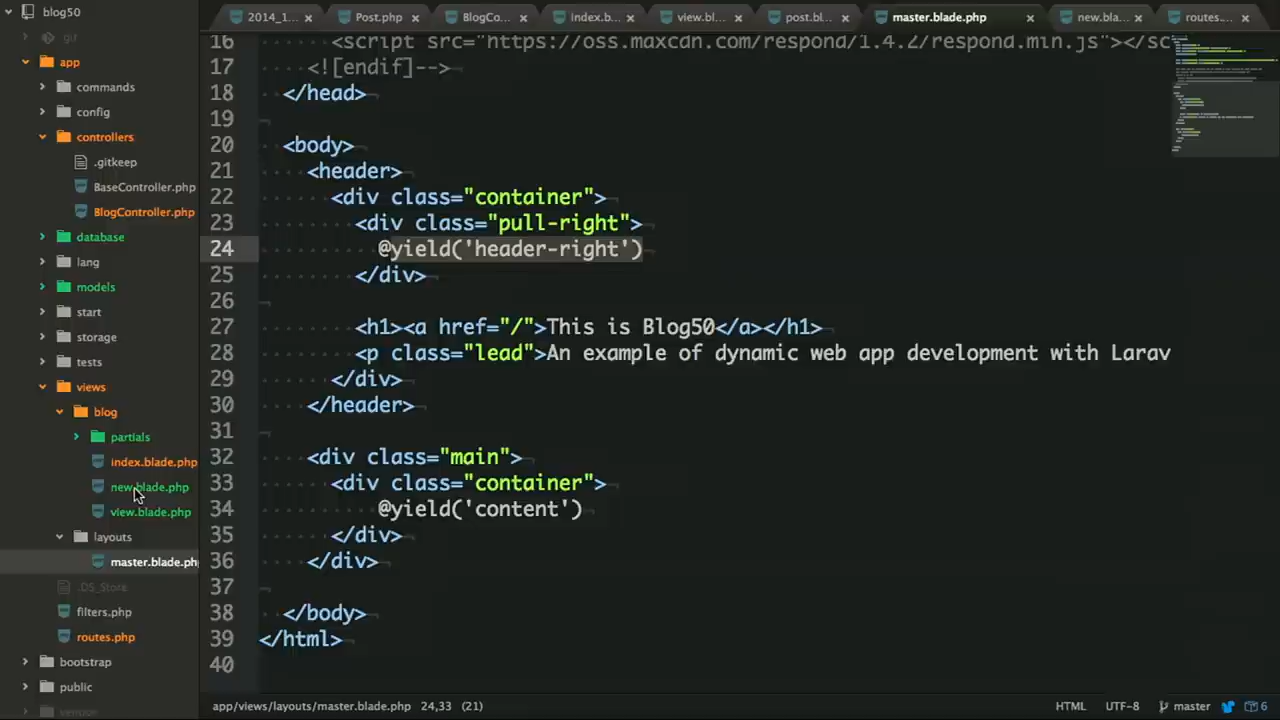 blog50
.git
app
commands
config
controllers
.gitkeep
BaseController.php
BlogController.php
database
lang
models
start
storage
tests
views
blog
partials
index.blade.php
new.blade.php
view.blade.php
layouts
master.blade.ph
.DS_Store
filters.php
routes.php
bootstrap
public
vendor
2014_1... × Post.php × BlogCo... × index.b... × view.bl... × post.bl... × master.blade.php × new.bla... × routes.... ×
16 <script src="https://oss.maxcdn.com/respond/1.4.2/respond.min.js"></sc
17 <![endif]-->
18 </head>
19
20 <body>
21 <header>
22 <div class="container">
23 <div class="pull-right">
24 @yield('header-right')
25 </div>
26
27 <h1><a href="/">This is Blog50</a></h1>
28 <p class="lead">An example of dynamic web app development with Larav
29 </div>
30 </header>
31
32 <div class="main">
33 <div class="container">
34 @yield('content')
35 </div>
36 </div>
37
38 </body>
39 </html>
40
app/views/layouts/master.blade.php 24,33 (21) HTML UTF-8 master 6